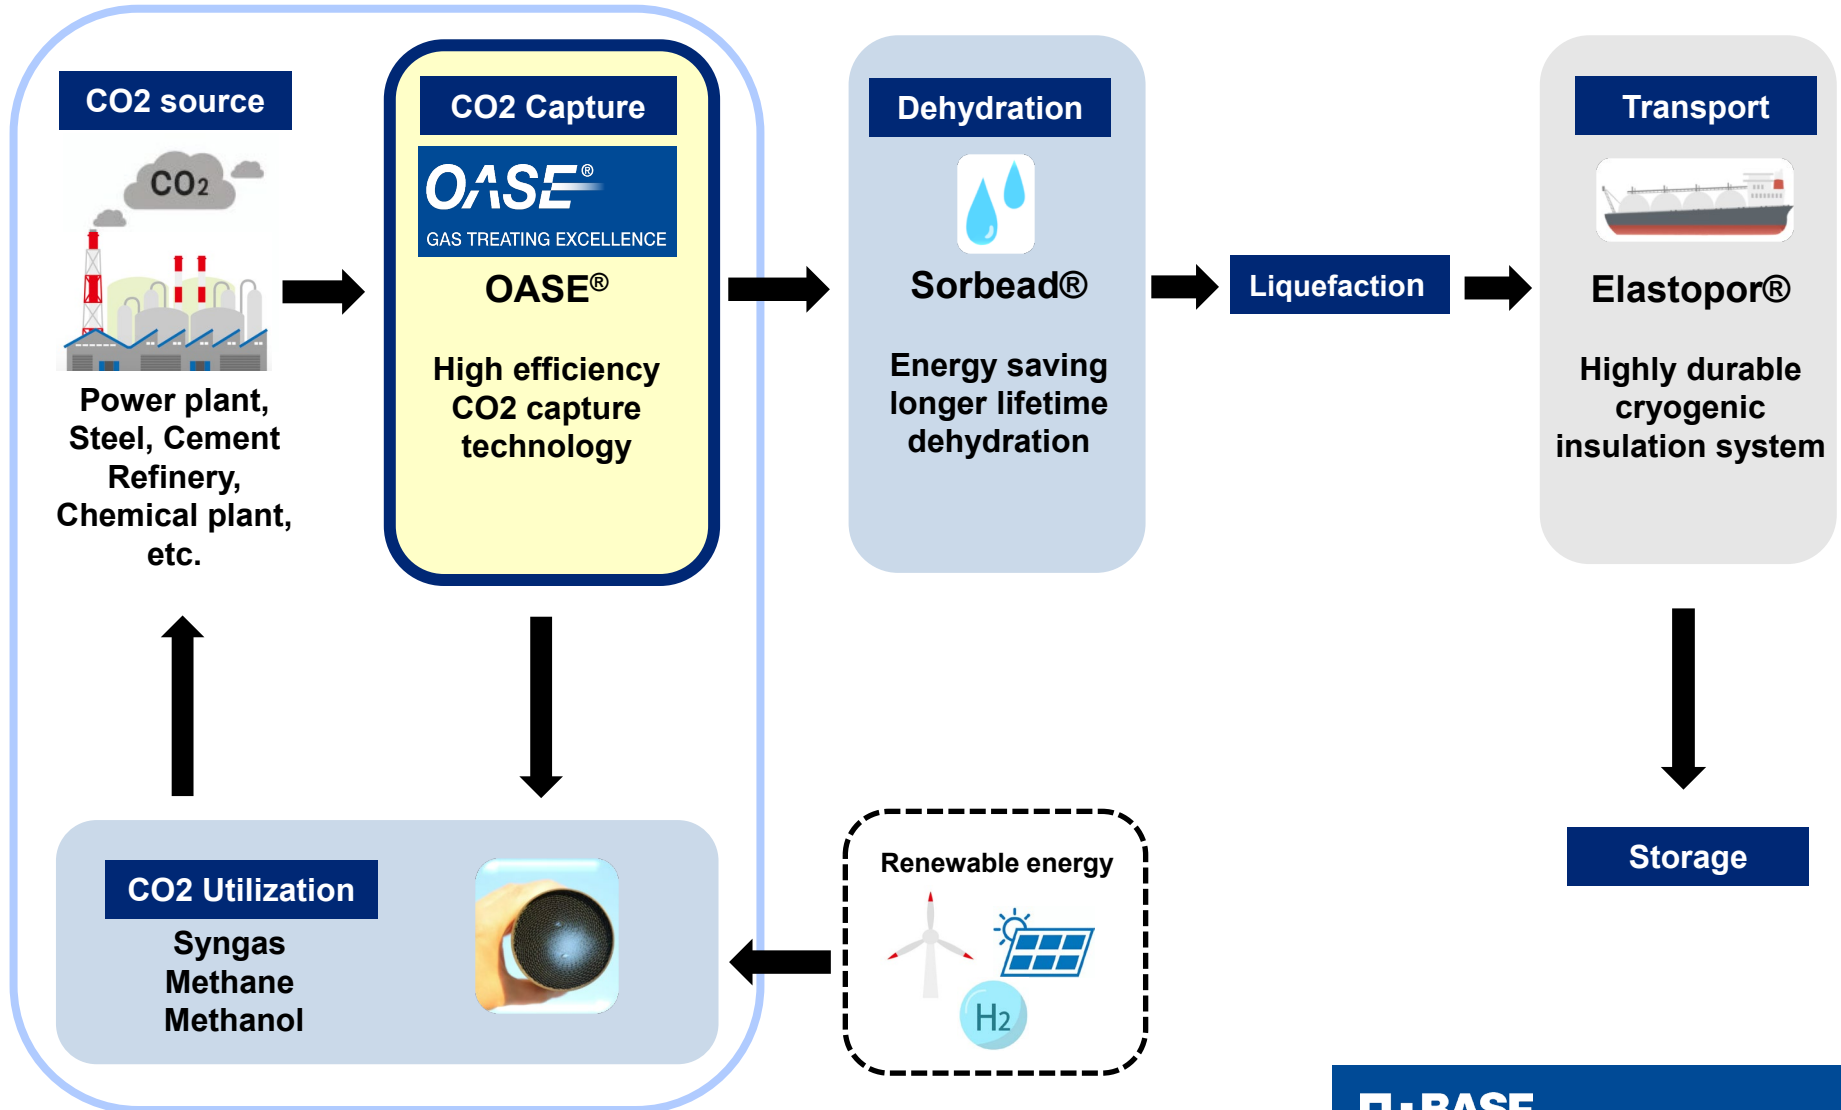 CO2 source
CO2
Power plant,
Steel, Cement
Refinery,
Chemical plant,
etc.
CO2 Capture
OASE®
GAS TREATING EXCELLENCE
OASE®
High efficiency
CO2 capture
technology
Dehydration
Sorbead®
Energy saving
longer lifetime
dehydration
Liquefaction
Transport
Elastopor®
Highly durable
cryogenic
insulation system
Storage
CO2 Utilization
Syngas
Methane
Methanol
Renewable energy
H2
BASF